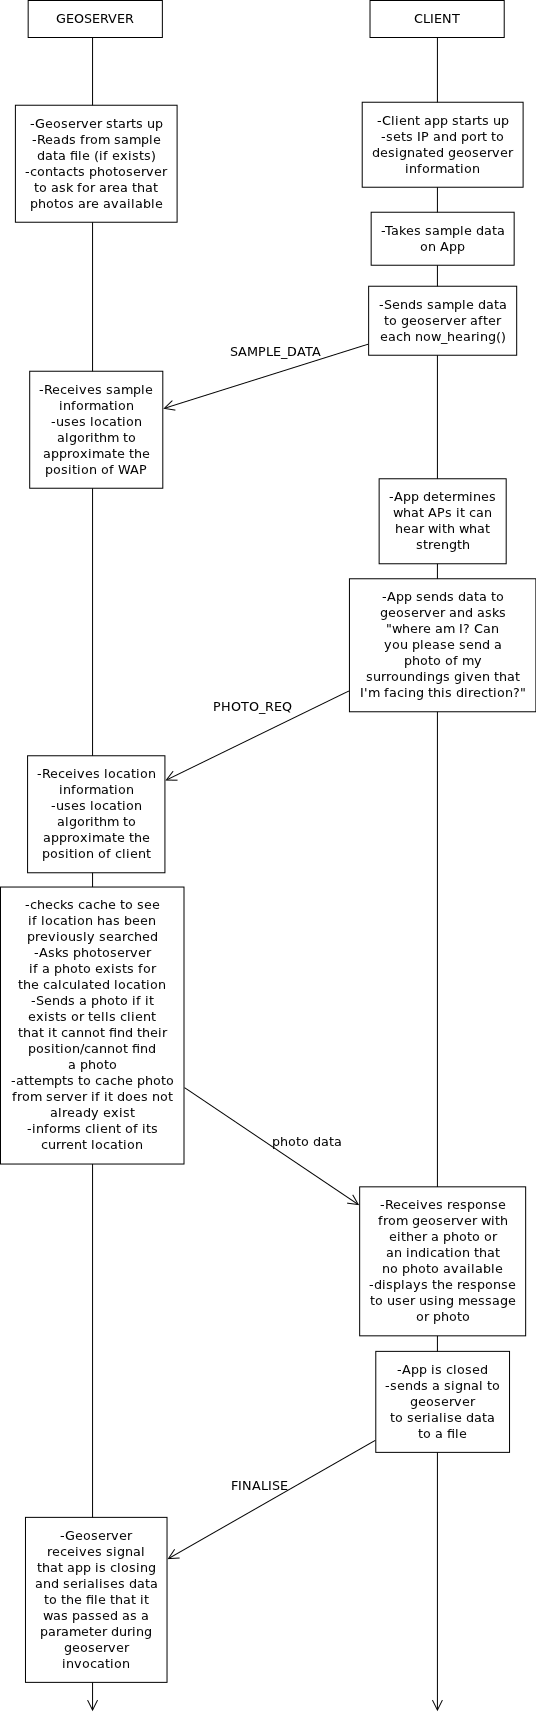 GEOSERVER
CLIENT
-Geoserver starts up
-Reads from sample
data file (if exists)
-contacts photoserver
to ask for area that
photos are available
-Client app starts up
-sets IP and port to
designated geoserver
information
-Takes sample data
on App
-Sends sample data
to geoserver after
each now_hearing()
SAMPLE_DATA
-Receives sample
information
-uses location
algorithm to
approximate the
position of WAP
-App determines
what APs it can
hear with what
strength
-App sends data to
geoserver and asks
"where am I? Can
you please send a
photo of my
surroundings given that
I'm facing this direction?"
PHOTO_REQ
-Receives location
information
-uses location
algorithm to
approximate the
position of client
-checks cache to see
if location has been
previously searched
-Asks photoserver
if a photo exists for
the calculated location
-Sends a photo if it
exists or tells client
that it cannot find their
position/cannot find
a photo
-attempts to cache photo
from server if it does not
already exist
-informs client of its
current location
photo data
-Receives response
from geoserver with
either a photo or
an indication that
no photo available
-displays the response
to user using message
or photo
-App is closed
-sends a signal to
geoserver
to serialise data
to a file
FINALISE
-Geoserver
receives signal
that app is closing
and serialises data
to the file that it
was passed as a
parameter during
geoserver
invocation